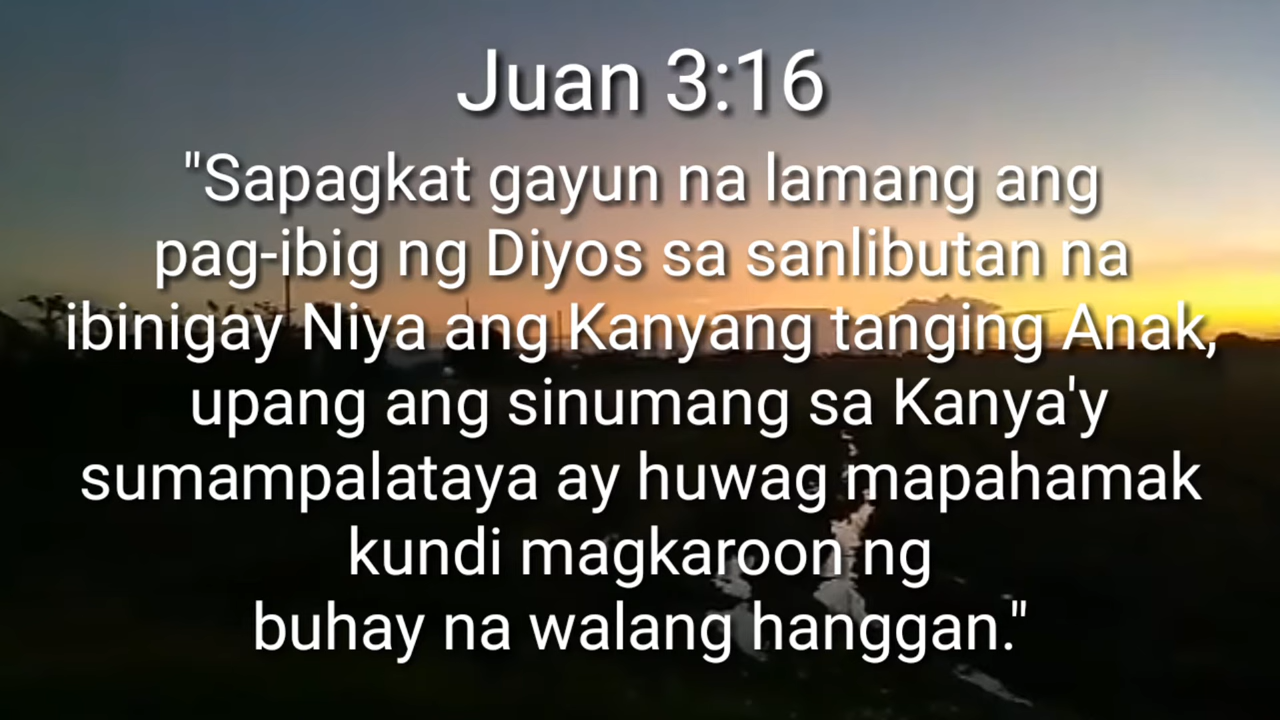 Juan 3:16
"Sapagkat gayun na lamang ang
pag-ibig ng Diyos sa sanlibutan na
ibinigay Niya ang Kanyang tanging Anak,
upang ang sinumang sa Kanya'y
sumampalataya ay huwag mapahamak
kundi magkaroon ng
buhay na walang hanggan."